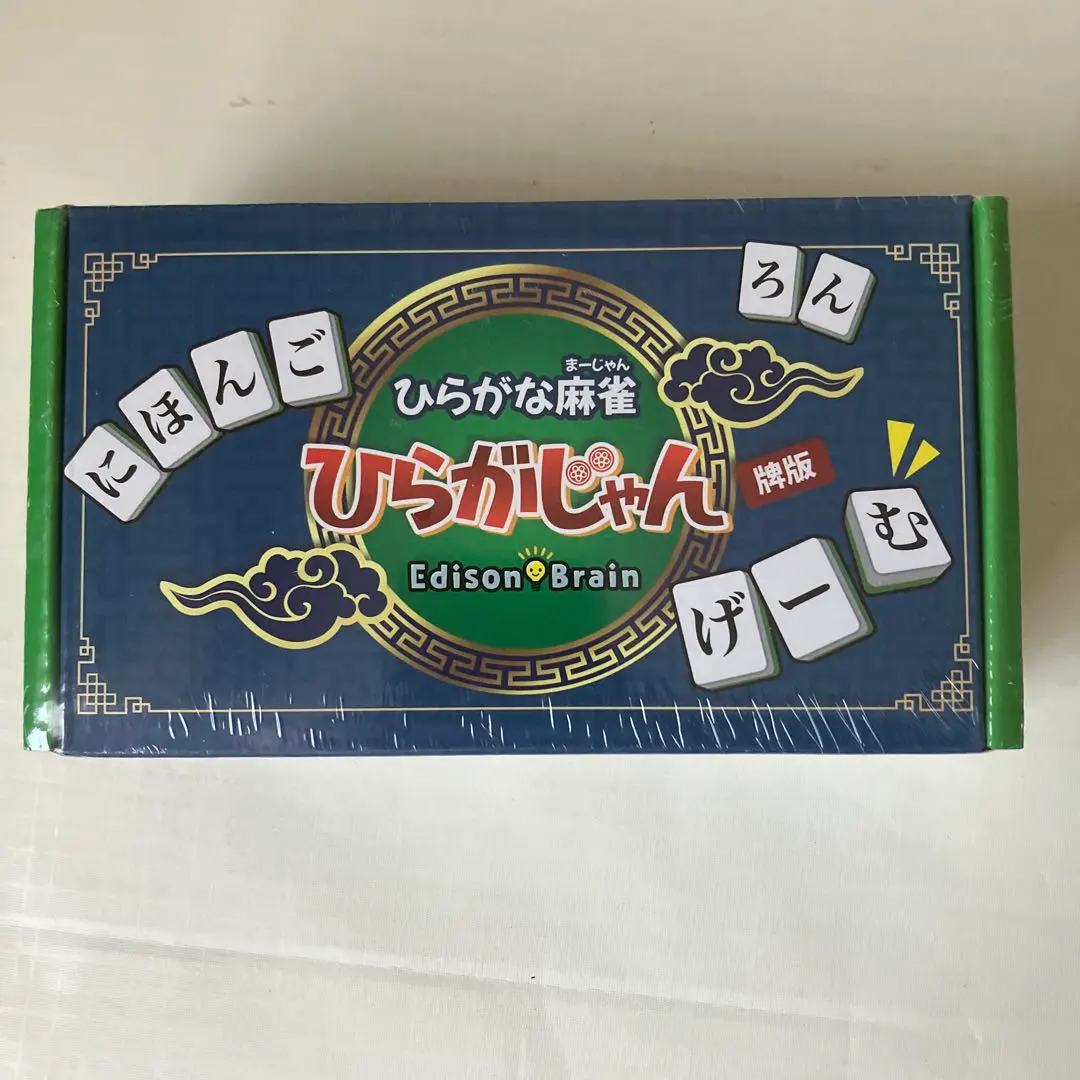 ろん
にほんご
まーじゃん
ひらがな麻雀
ひらがじゃん
牌版
Edison Brain
げーむ